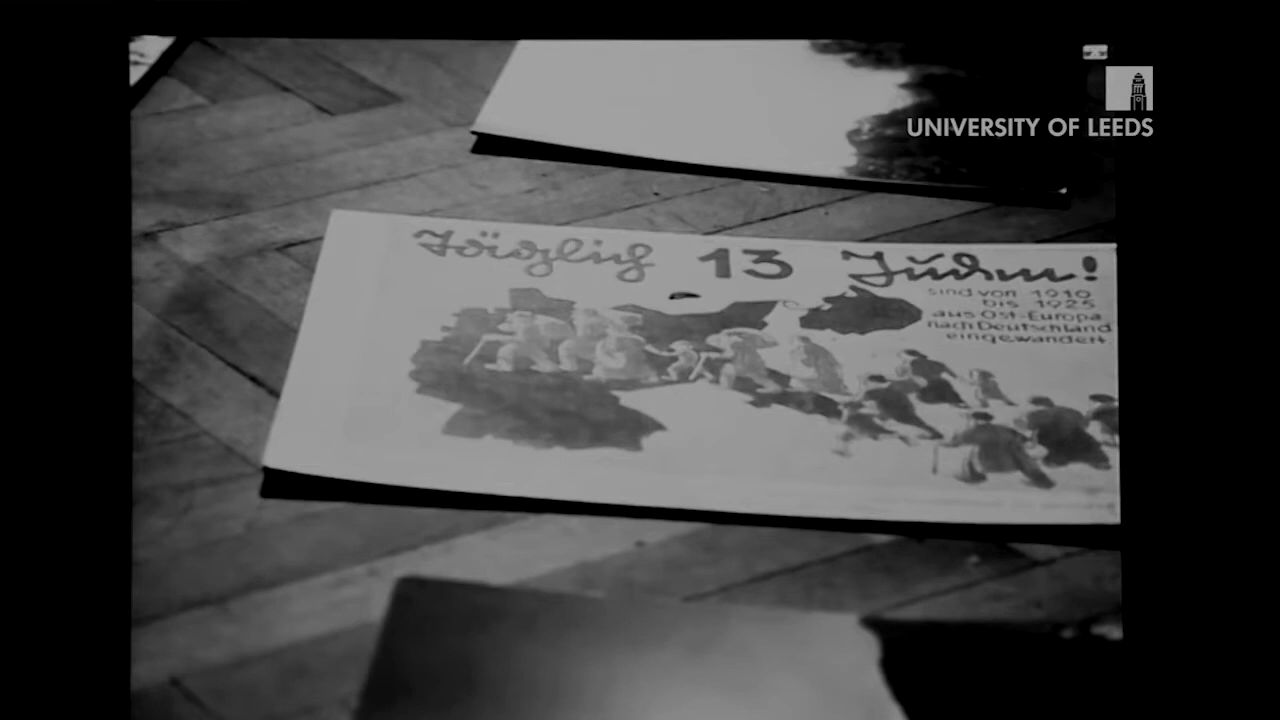 UNIVERSITY OF LEEDS
Täglich 13 Juden!
sind von 1910
bis 1925
aus Ost-Europa
nach Deutschland
eingewandert.